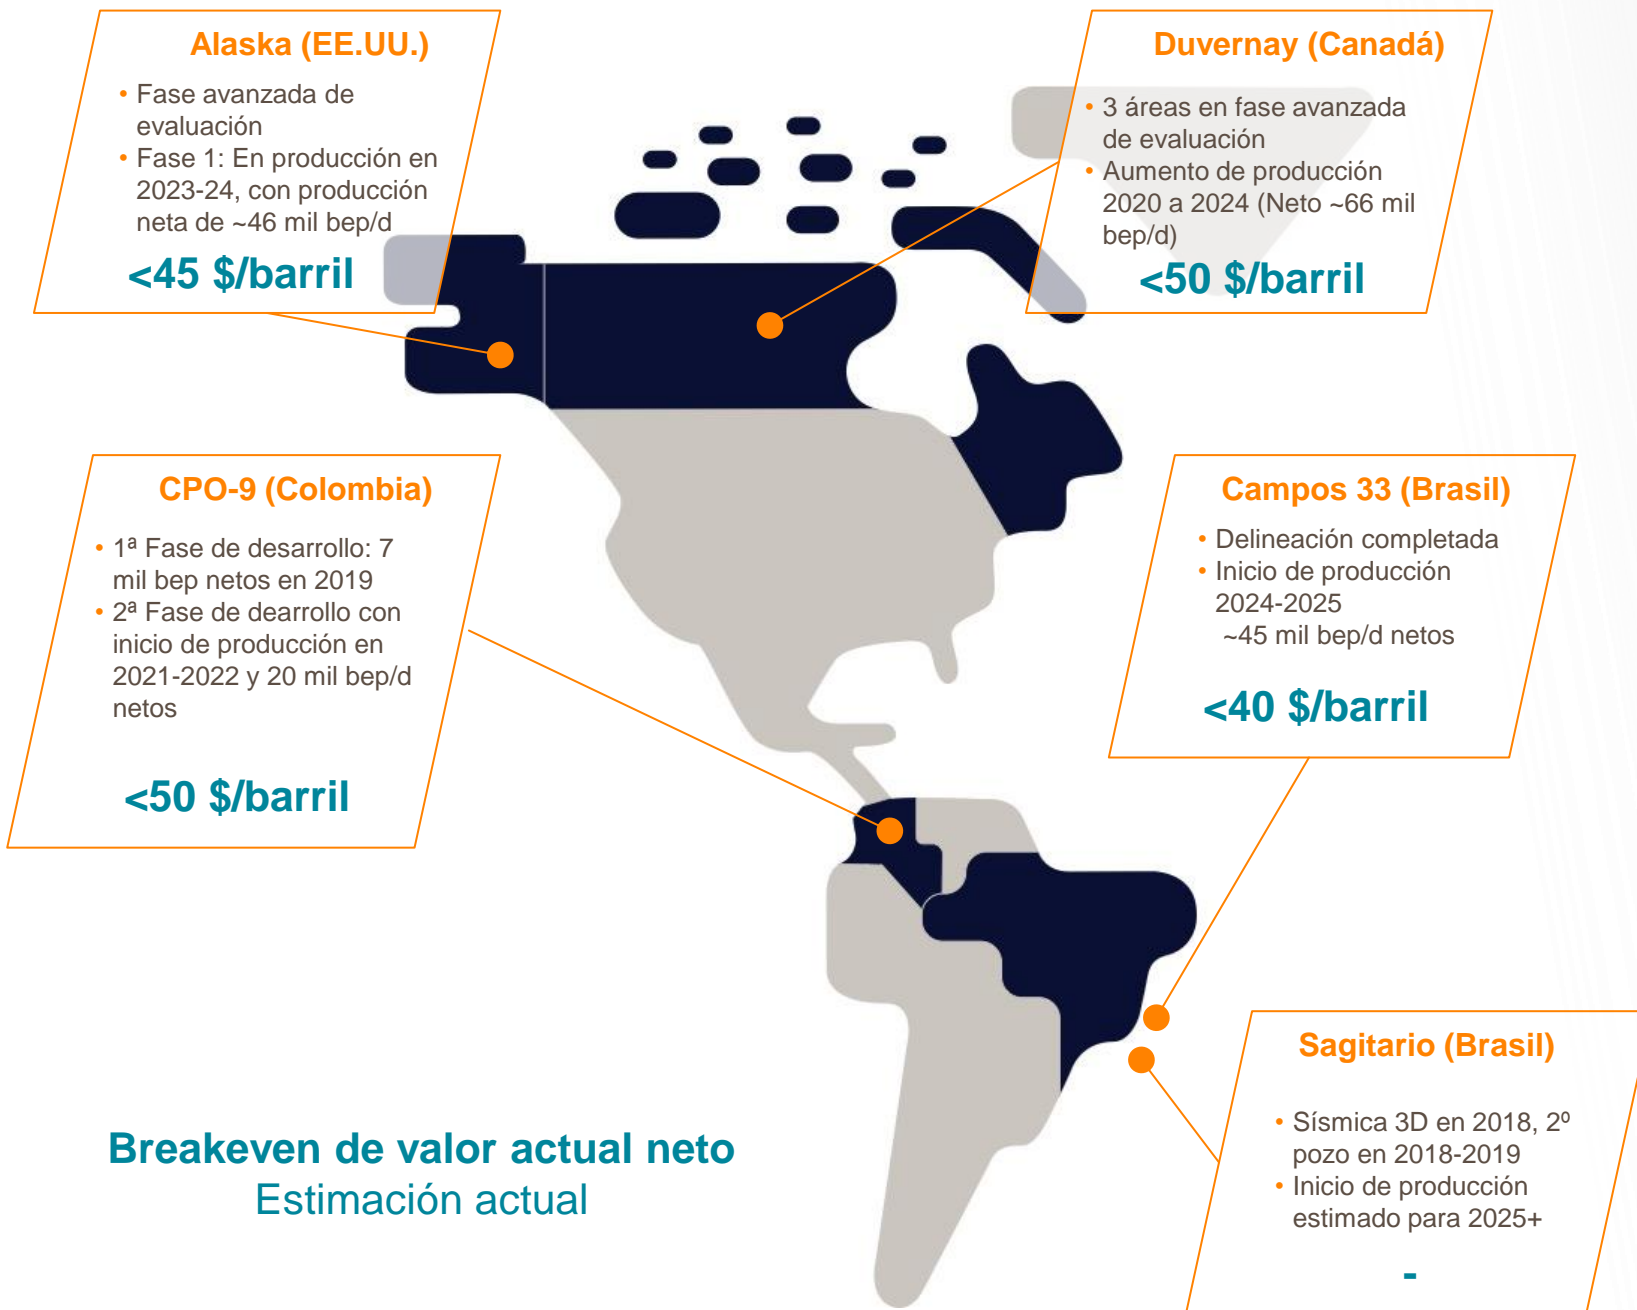 Alaska (EE.UU.)
• Fase avanzada de
evaluación
• Fase 1: En producción en
2023-24, con producción
neta de ~46 mil bep/d
<45 $/barril
Duvernay (Canadá)
• 3 áreas en fase avanzada
de evaluación
• Aumento de producción
2020 a 2024 (Neto ~66 mil
bep/d)
<50 $/barril
CPO-9 (Colombia)
• 1ª Fase de desarrollo: 7
mil bep netos en 2019
• 2ª Fase de dearrollo con
inicio de producción en
2021-2022 y 20 mil bep/d
netos
<50 $/barril
Campos 33 (Brasil)
• Delineación completada
• Inicio de producción
2024-2025
~45 mil bep/d netos
<40 $/barril
Sagitario (Brasil)
• Sísmica 3D en 2018, 2º
pozo en 2018-2019
• Inicio de producción
estimado para 2025+
-
Breakeven de valor actual neto
Estimación actual